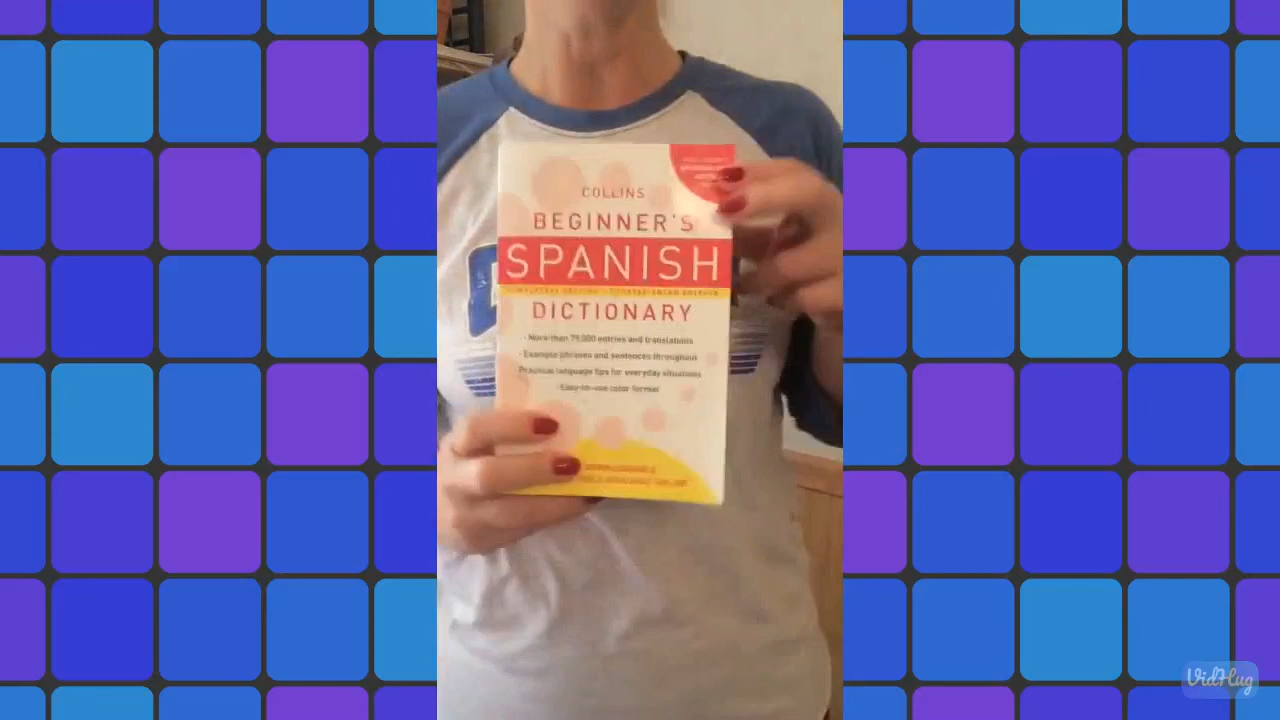 COLLINS
BEGINNER'S
SPANISH
DICTIONARY
· More than 75,000 entries and translations
· Example phrases and sentences throughout
Practical language tips for everyday situations
· Easy-to-use color format
VidHug